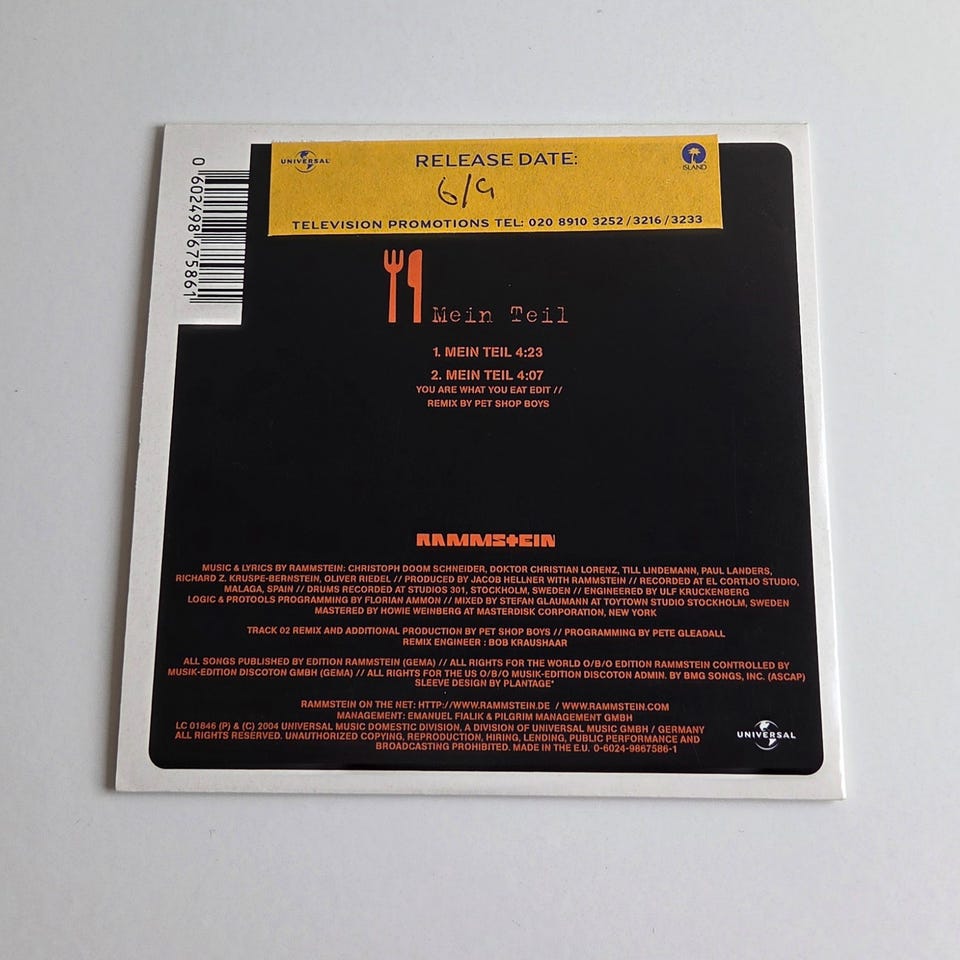 0 602498 675861
UNIVERSAL
RELEASE DATE:
ISLAND
6/9
TELEVISION PROMOTIONS TEL: 020 8910 3252 / 3216 / 3233
Mein Teil
1. MEIN TEIL 4:23
2. MEIN TEIL 4:07
YOU ARE WHAT YOU EAT EDIT //
REMIX BY PET SHOP BOYS
RAMMSTEIN
MUSIC & LYRICS BY RAMMSTEIN: CHRISTOPH DOOM SCHNEIDER, DOKTOR CHRISTIAN LORENZ, TILL LINDEMANN, PAUL LANDERS,
RICHARD Z. KRUSPE-BERNSTEIN, OLIVER RIEDEL // PRODUCED BY JACOB HELLNER WITH RAMMSTEIN // RECORDED AT EL CORTIJO STUDIO,
MALAGA, SPAIN // DRUMS RECORDED AT STUDIOS 301, STOCKHOLM, SWEDEN // ENGINEERED BY ULF KRUCKENBERG
LOGIC & PROTOOLS PROGRAMMING BY FLORIAN AMMON // MIXED BY STEFAN GLAUMANN AT TOYTOWN STUDIO STOCKHOLM, SWEDEN
MASTERED BY HOWIE WEINBERG AT MASTERDISK CORPORATION, NEW YORK
TRACK 02 REMIX AND ADDITIONAL PRODUCTION BY PET SHOP BOYS // PROGRAMMING BY PETE GLEADALL
REMIX ENGINEER : BOB KRAUSHAAR
ALL SONGS PUBLISHED BY EDITION RAMMSTEIN (GEMA) // ALL RIGHTS FOR THE WORLD O/B/O EDITION RAMMSTEIN CONTROLLED BY
MUSIK-EDITION DISCOTON GMBH (GEMA) // ALL RIGHTS FOR THE US O/B/O MUSIK-EDITION DISCOTON ADMIN. BY BMG SONGS, INC. (ASCAP)
SLEEVE DESIGN BY PLANTAGE*
RAMMSTEIN ON THE NET: HTTP://WWW.RAMMSTEIN.DE / WWW.RAMMSTEIN.COM
MANAGEMENT: EMANUEL FIALIK & PILGRIM MANAGEMENT GMBH
LC 01846 (P) & (C) 2004 UNIVERSAL MUSIC DOMESTIC DIVISION, A DIVISION OF UNIVERSAL MUSIC GMBH / GERMANY
ALL RIGHTS RESERVED. UNAUTHORIZED COPYING, REPRODUCTION, HIRING, LENDING, PUBLIC PERFORMANCE AND
BROADCASTING PROHIBITED. MADE IN THE E.U. 0-6024-9867586-1
UNIVERSAL